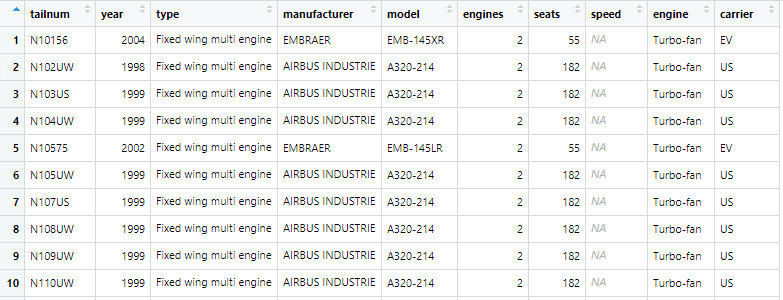 tailnum year type manufacturer model engines seats speed engine carrier
1 N10156 2004 Fixed wing multi engine EMBRAER EMB-145XR 2 55 NA Turbo-fan EV
2 N102UW 1998 Fixed wing multi engine AIRBUS INDUSTRIE A320-214 2 182 NA Turbo-fan US
3 N103US 1999 Fixed wing multi engine AIRBUS INDUSTRIE A320-214 2 182 NA Turbo-fan US
4 N104UW 1999 Fixed wing multi engine AIRBUS INDUSTRIE A320-214 2 182 NA Turbo-fan US
5 N10575 2002 Fixed wing multi engine EMBRAER EMB-145LR 2 55 NA Turbo-fan EV
6 N105UW 1999 Fixed wing multi engine AIRBUS INDUSTRIE A320-214 2 182 NA Turbo-fan US
7 N107US 1999 Fixed wing multi engine AIRBUS INDUSTRIE A320-214 2 182 NA Turbo-fan US
8 N108UW 1999 Fixed wing multi engine AIRBUS INDUSTRIE A320-214 2 182 NA Turbo-fan US
9 N109UW 1999 Fixed wing multi engine AIRBUS INDUSTRIE A320-214 2 182 NA Turbo-fan US
10 N110UW 1999 Fixed wing multi engine AIRBUS INDUSTRIE A320-214 2 182 NA Turbo-fan US